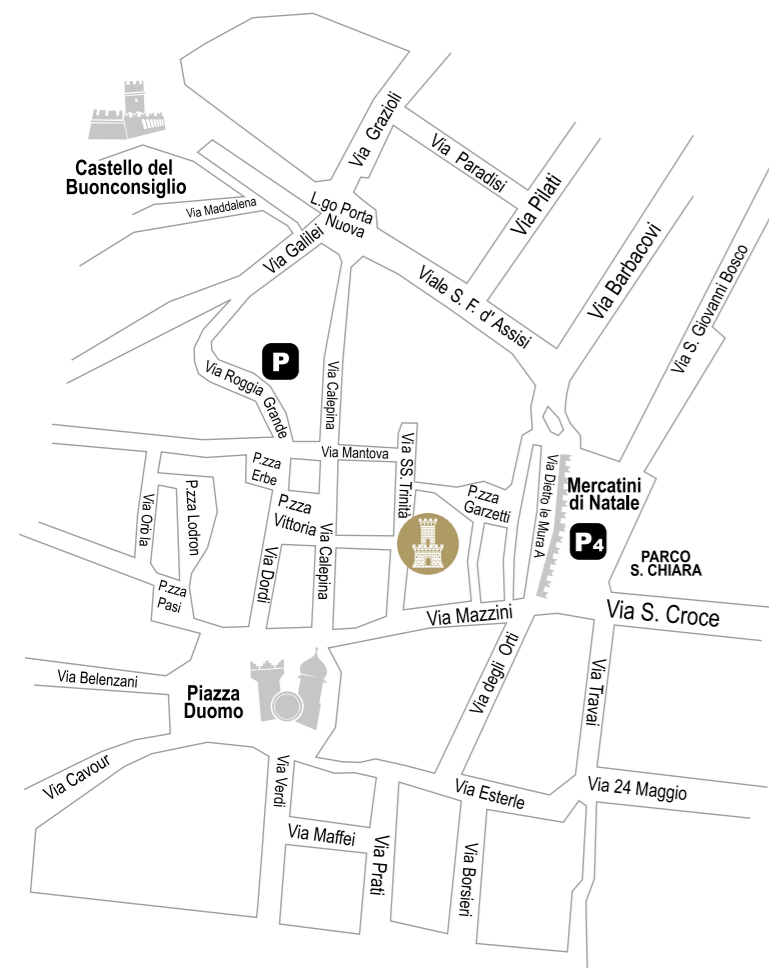 Via Grazioli
Via Paradisi
Castello del
Buonconsiglio
Via Maddalena
L.go Porta
Nuova
Via Pilati
Via Galilei
Viale S. F. d' Assisi
Via Barbacovi
Via S. Giovanni Bosco
P
Via Roggia Grande
Via Calepina
Via Mantova
Via SS. Trinità
P.zza
Erbe
P.zza Lodron
Via Orola
P.zza
Vittoria
Via Calepina
P.zza
Garzetti
Via Dietro le Mura A
Mercatini
di Natale
P4
PARCO
S. CHIARA
Via Dordi
P.zza
Pasi
Via Mazzini
Via S. Croce
Via Belenzani
Piazza
Duomo
Via degli Orti
Via Travai
Via Cavour
Via Verdi
Via Esterle
Via 24 Maggio
Via Maffei
Via Prati
Via Borsieri